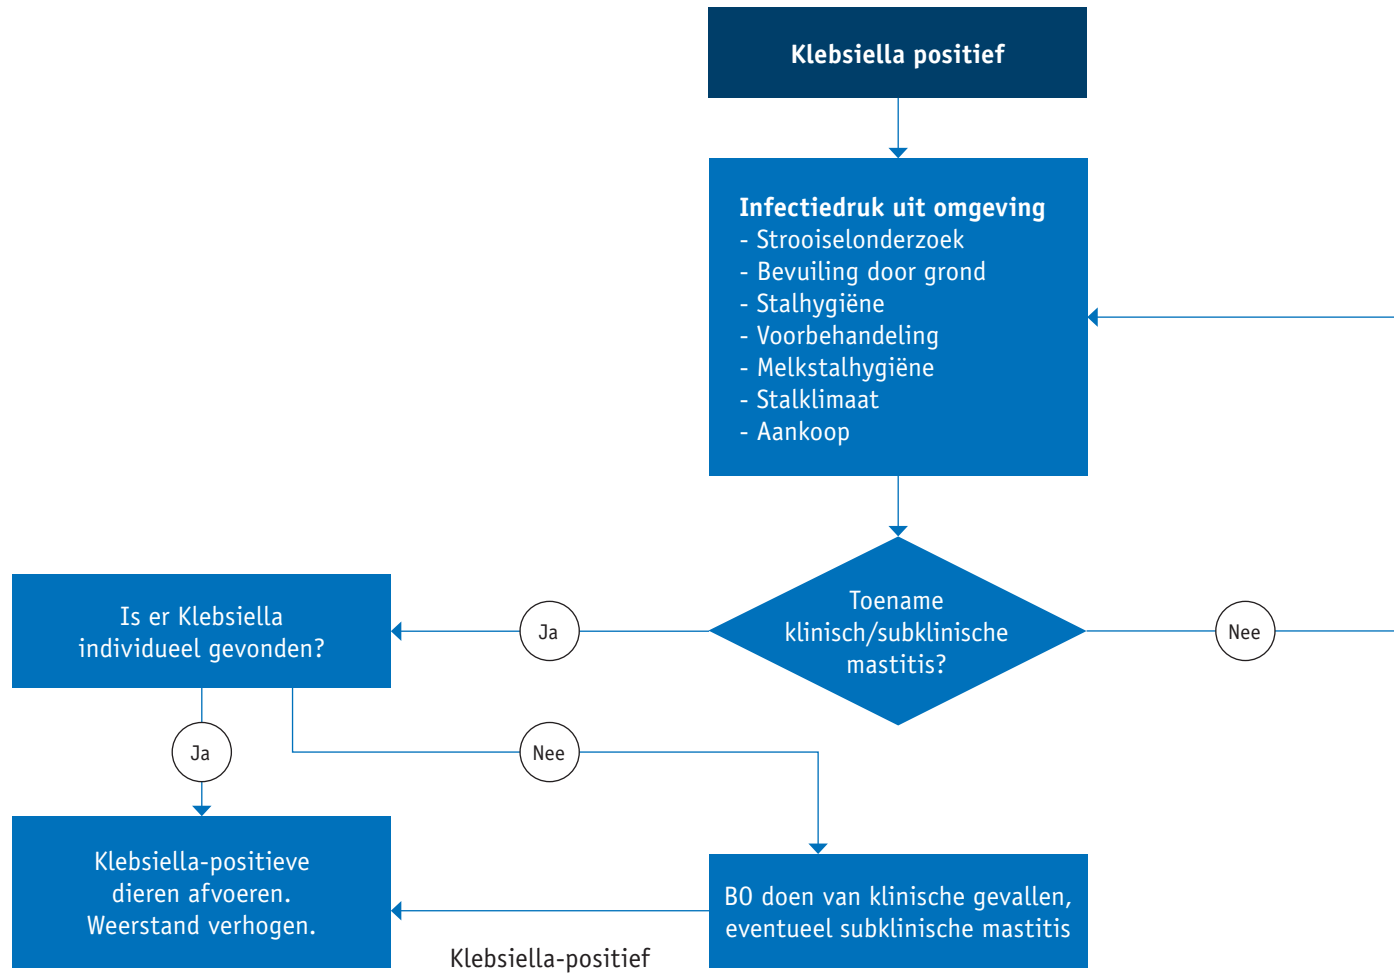 Klebsiella positief
Infectiedruk uit omgeving
- Strooiselonderzoek
- Bevuiling door grond
- Stalhygiëne
- Voorbehandeling
- Melkstalhygiëne
- Stalklimaat
- Aankoop
Toename
klinisch/subklinische
mastitis?
Ja
Nee
Is er Klebsiella
individueel gevonden?
Ja
Nee
Klebsiella-positieve
dieren afvoeren.
Weerstand verhogen.
BO doen van klinische gevallen,
eventueel subklinische mastitis
Klebsiella-positief